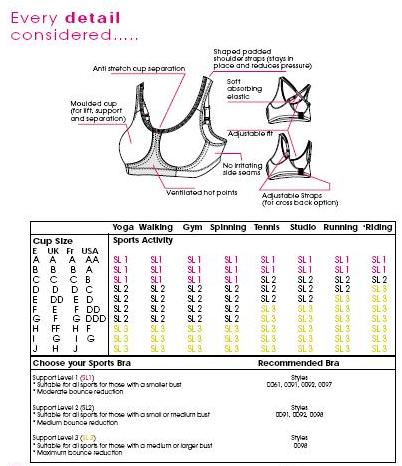 Every detail
considered.....
Shaped padded
shoulder straps (stays in
place and reduces pressure)
Anti stretch cup separation
Soft
absorbing
elastic
Moulded cup
(for lift, support
and separation)
Adjustable fit
No irritating
side seams
Ventilated hot points
Adjustable Straps
(for cross back option)
Yoga Walking Gym Spinning Tennis Studio Running *Riding
Cup Size Sports Activity
E UK Fr USA
A A A AA SL 1 SL 1 SL 1 SL 1 SL 1 SL 1 SL 1 SL 1
B B B A SL 1 SL 1 SL 1 SL 1 SL 1 SL 1 SL 1 SL 1
C C C B SL 1 SL 1 SL 1 SL 1 SL 2 SL 2 SL 2 SL 2
D D D C SL 2 SL 2 SL 2 SL 2 SL 2 SL 2 SL 2 SL 3
E DD E D SL 2 SL 2 SL 2 SL 2 SL 2 SL 2 SL 3 SL 3
F E F DD SL 2 SL 2 SL 2 SL 2 SL 3 SL 3 SL 3 SL 3
G F G DDD SL 2 SL 2 SL 2 SL 2 SL 3 SL 3 SL 3 SL 3
H FF H F SL 3 SL 3 SL 3 SL 3 SL 3 SL 3 SL 3 SL 3
I G I G SL 3 SL 3 SL 3 SL 3 SL 3 SL 3 SL 3 SL 3
J H J SL 3 SL 3 SL 3 SL 3 SL 3 SL 3 SL 3 SL 3
Choose your Sports Bra Recommended Bra
Support Level 1 (SL1) Styles
* Suitable for all sports for those with a smaller bust 0061, 0091, 0092, 0097
* Moderate bounce reduction
Support Level 2 (SL2) Styles
* Suitable for all sports for those with a small or medium bust 0091, 0092, 0098
* Medium bounce reduction
Support Level 3 (SL3) Styles
* Suitable for all sports for those with a medium or larger bust 0098
* Maximum bounce reduction